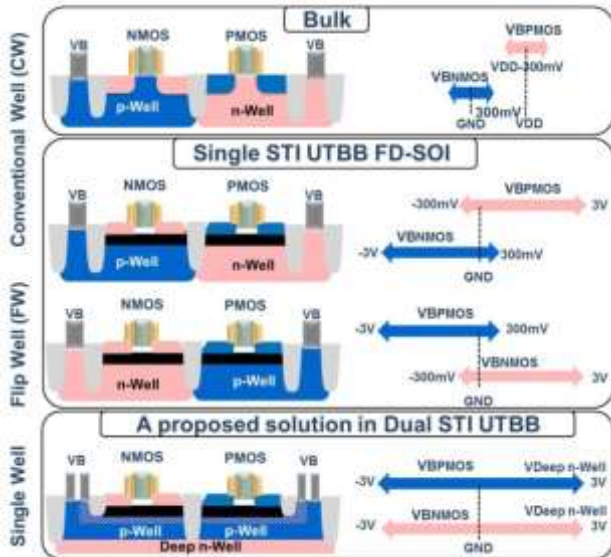 Conventional Well (CW)
Bulk
VB NMOS PMOS VB
p-Well n-Well
VBPMOS
VDD-300mV
VBNMOS
300mV
GND VDD
Single STI UTBB FD-SOI
NMOS PMOS
VB VB
p-Well n-Well
VBPMOS
-300mV 3V
VBNMOS
-3V 300mV
GND
Flip Well (FW)
NMOS PMOS
VB VB
n-Well p-Well
VBPMOS
-3V 300mV
VBNMOS
-300mV 3V
GND
Single Well
A proposed solution in Dual STI UTBB
VB NMOS PMOS VB
p-Well p-Well
Deep n-Well
VBPMOS VDeep n-Well
-3V 3V
VDeep n-Well
VBNMOS
-3V 3V
GND